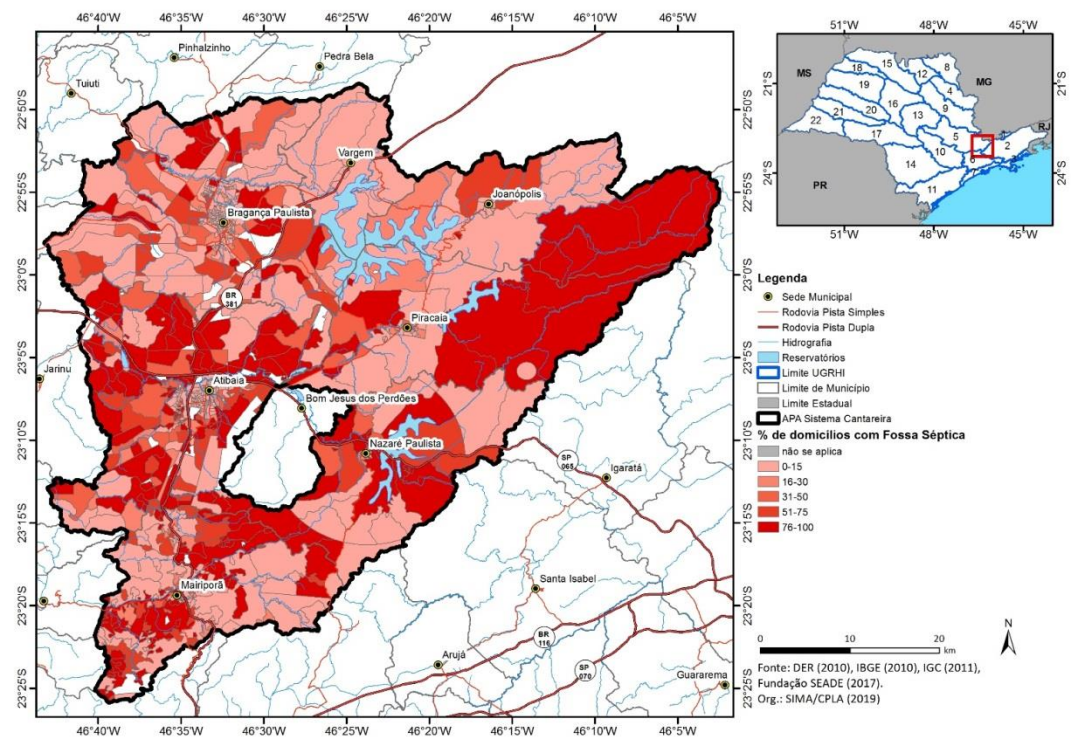 46°40'W 46°35'W 46°30'W 46°25'W 46°20'W 46°15'W 46°10'W 46°5'W
Pinhalzinho
Pedra Bela
Tuiuti
Vargem
Joanópolis
Bragança Paulista
BR
381
Piracaia
Jarinu
Atibaia
Bom Jesus dos Perdões
Nazaré Paulista
SP
065
Igaratá
Mairiporã
Santa Isabel
BR
116
Arujá
SP
070
Guararema
22°50'S
22°55'S
23°0'S
23°5'S
23°10'S
23°15'S
23°20'S
23°25'S
22°50'S
22°55'S
23°0'S
23°5'S
23°10'S
23°15'S
23°20'S
23°25'S
46°40'W 46°35'W 46°30'W 46°25'W 46°20'W 46°15'W 46°10'W 46°5'W
51°W 48°W 45°W
21°S
24°S
21°S
24°S
MS
MG
RJ
PR
15
8
18
12
19
4
16
9
21
20
13
22
17
5
2
10
6
14
7
11
51°W 48°W 45°W
Legenda
Sede Municipal
Rodovia Pista Simples
Rodovia Pista Dupla
Hidrografia
Reservatórios
Limite UGRHI
Limite de Município
Limite Estadual
APA Sistema Cantareira
% de domicilios com Fossa Séptica
não se aplica
0-15
16-30
31-50
51-75
76-100
N
0 10 20
km
Fonte: DER (2010), IBGE (2010), IGC (2011),
Fundação SEADE (2017).
Org.: SIMA/CPLA (2019)